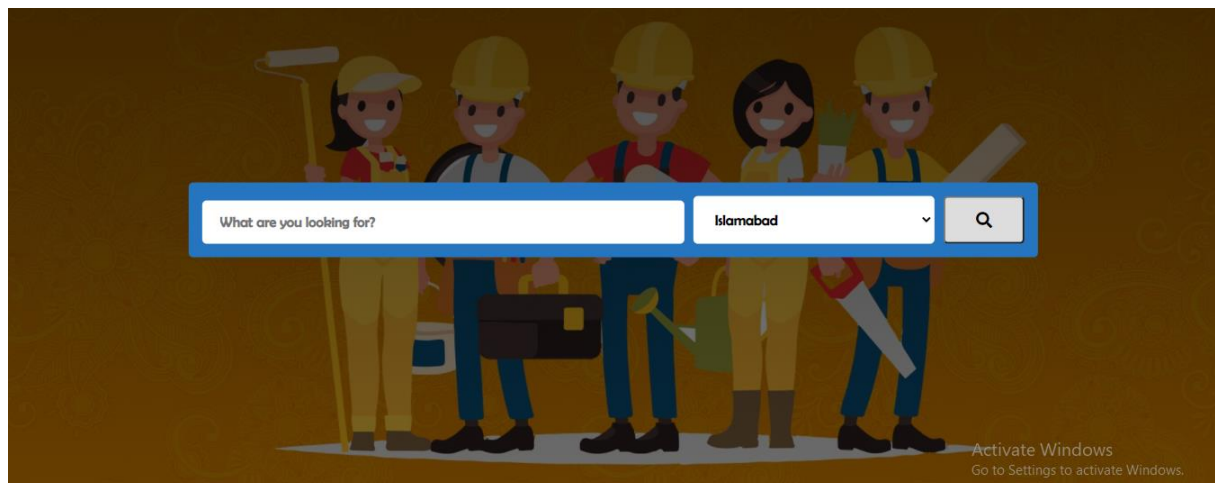 What are you looking for?
Islamabad
Activate Windows
Go to Settings to activate Windows.